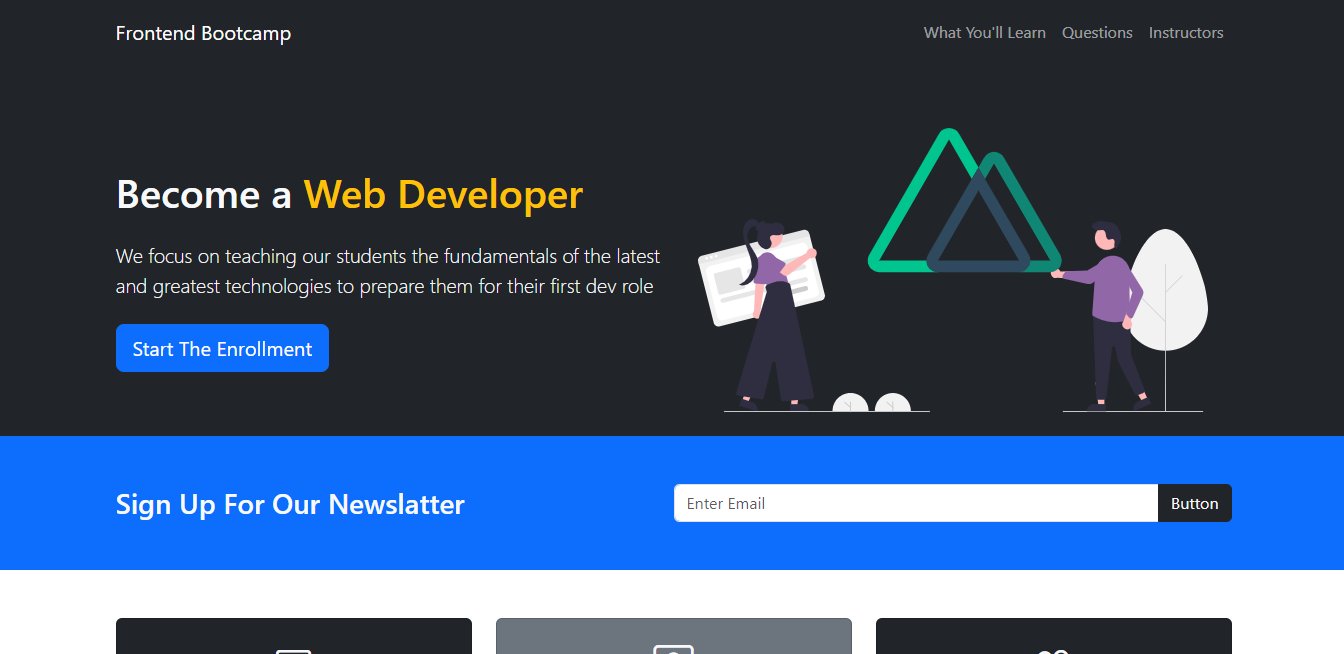 Frontend Bootcamp
What You'll Learn Questions Instructors
Become a Web Developer
We focus on teaching our students the fundamentals of the latest
and greatest technologies to prepare them for their first dev role
Start The Enrollment
Sign Up For Our Newslatter
Enter Email
Button